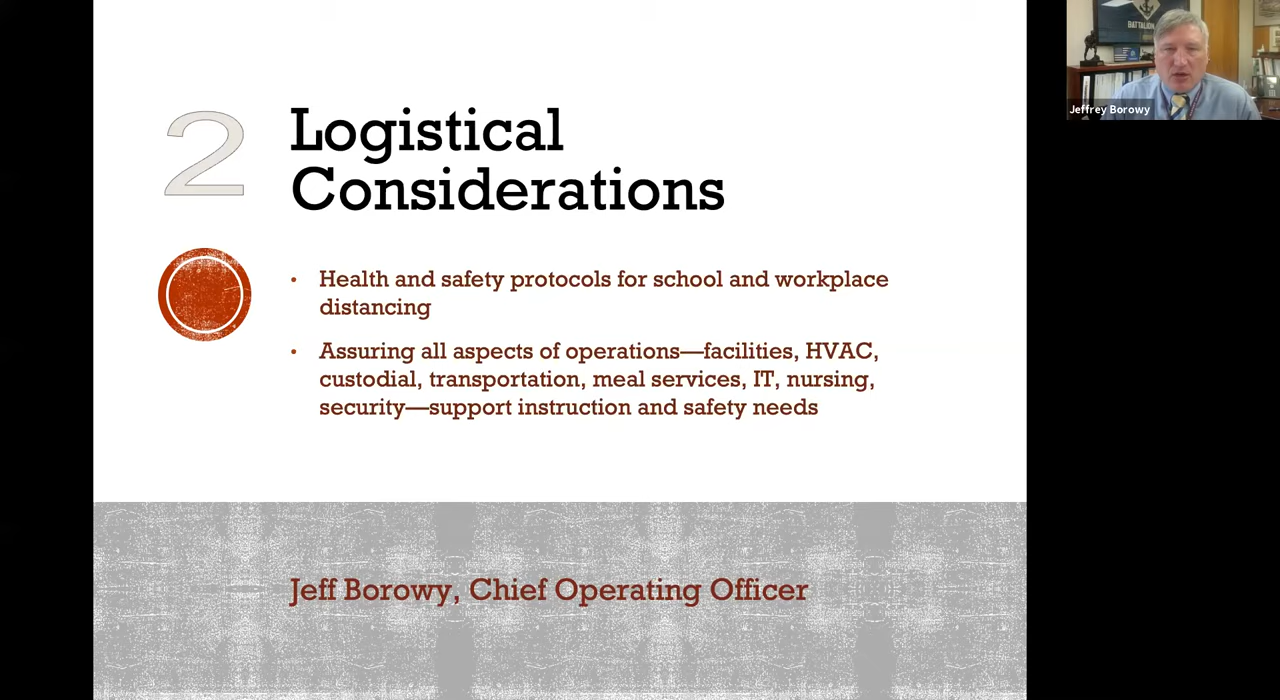 BATTALION
Jeffrey Borowy
2
Logistical
Considerations
• Health and safety protocols for school and workplace
distancing
• Assuring all aspects of operations—facilities, HVAC,
custodial, transportation, meal services, IT, nursing,
security—support instruction and safety needs
Jeff Borowy, Chief Operating Officer